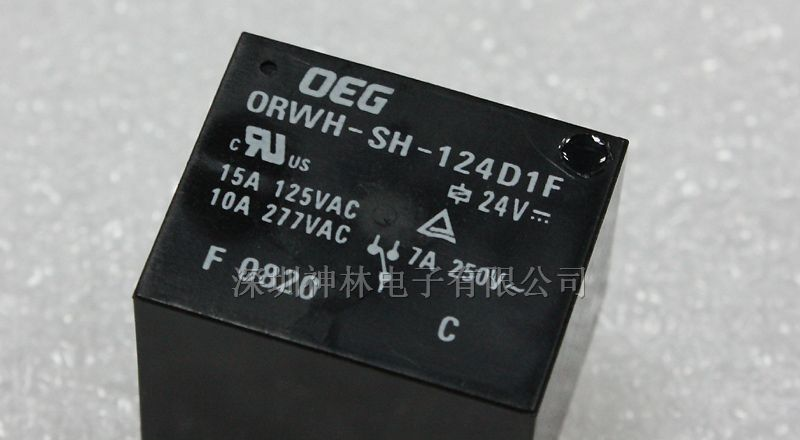 OEG
ORWH-SH-124D1F
c RU US
24V⎓
15A 125VAC
10A 277VAC
7A 250V~
F 0820
C
深圳神林电子有限公司